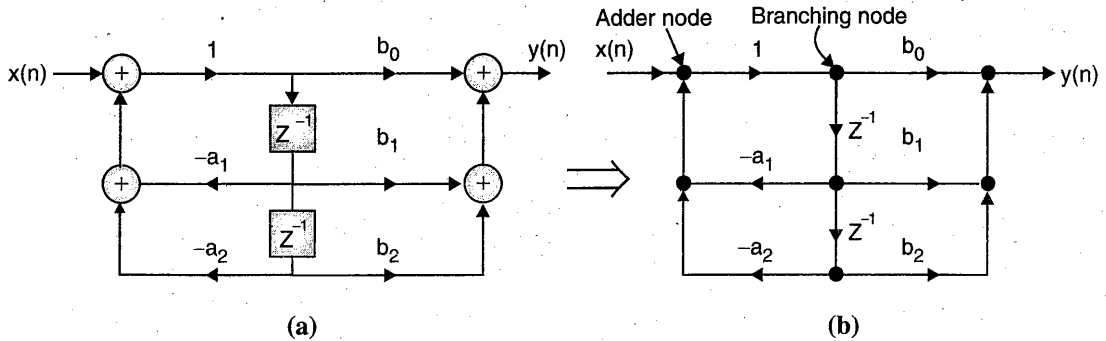 Adder node
Branching node
x(n)
1
b0
y(n)
Z^-1
-a1
b1
Z^-1
-a2
b2
(a)
x(n)
1
b0
y(n)
Z^-1
-a1
b1
Z^-1
-a2
b2
(b)